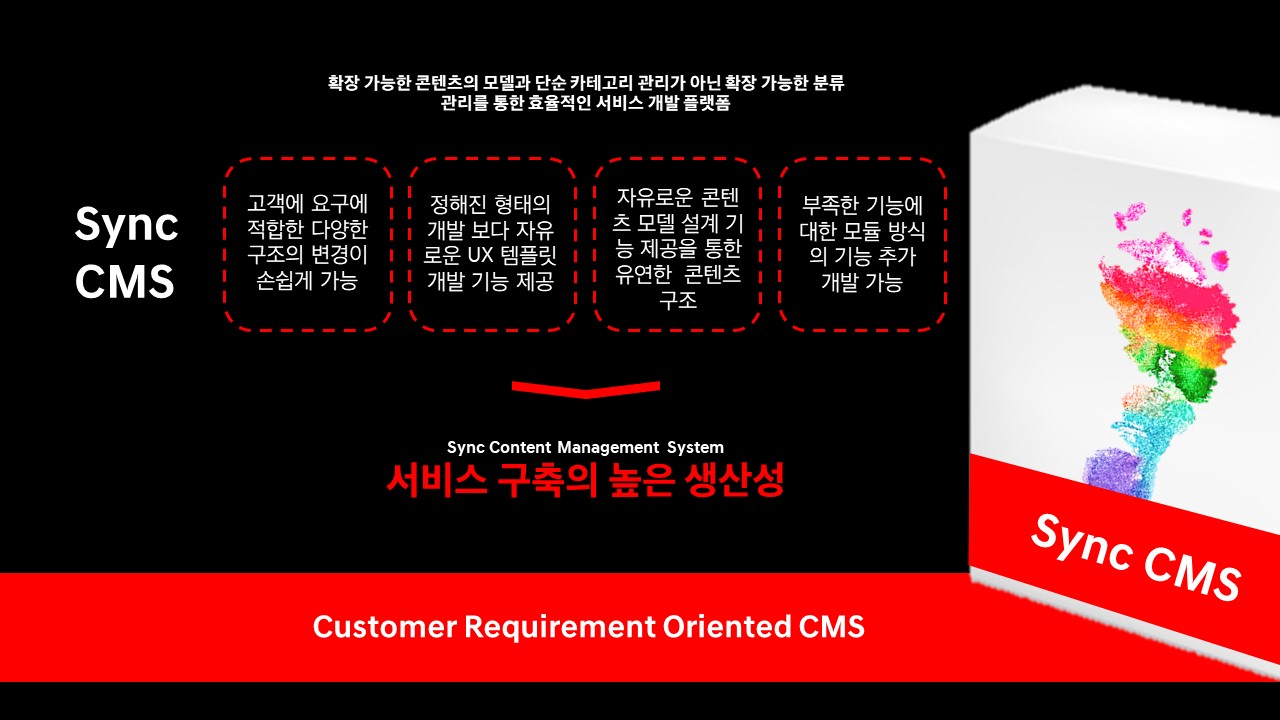 확장 가능한 콘텐츠의 모델과 단순 카테고리 관리가 아닌 확장 가능한 분류
관리를 통한 효율적인 서비스 개발 플랫폼
Sync
CMS
고객에 요구에
적합한 다양한
구조의 변경이
손쉽게 가능
정해진 형태의
개발 보다 자유
로운 UX 템플릿
개발 기능 제공
자유로운 콘텐
츠 모델 설계 기
능 제공을 통한
유연한 콘텐츠
구조
부족한 기능에
대한 모듈 방식
의 기능 추가
개발 가능
Sync Content Management System
서비스 구축의 높은 생산성
Sync CMS
Customer Requirement Oriented CMS